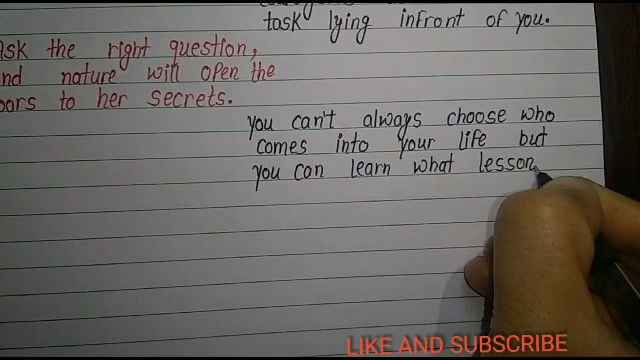 task lying infront of you.
ask the right question,
and nature will open the
oors to her secrets.
you can't always choose who
comes into your life but
you can learn what lesson
LIKE AND SUBSCRIBE